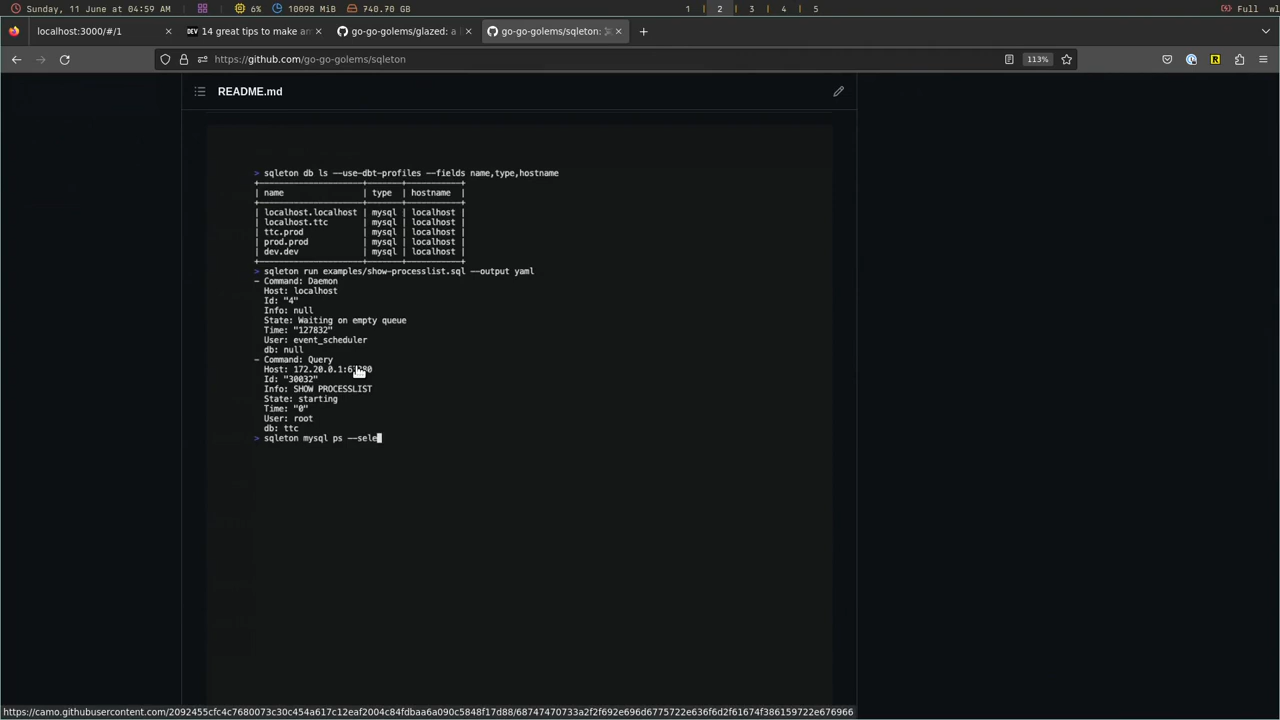 Sunday, 11 June at 04:59 AM 6% 10098 MiB 740.70 GB 1 | 2 | 3 | 4 | 5 Full wl
localhost:3000/#/1 DEV 14 great tips to make an go-go-golems/glazed: a go-go-golems/sqleton:
https://github.com/go-go-golems/sqleton 113%
README.md
> sqleton db ls --use-dbt-profiles --fields name,type,hostname
| name | type | hostname |
| localhost.localhost | mysql | localhost |
| localhost.ttc | mysql | localhost |
| ttc.prod | mysql | localhost |
| prod.prod | mysql | localhost |
| dev.dev | mysql | localhost |
> sqleton run examples/show-processlist.sql --output yaml
- Command: Daemon
Host: localhost
Id: "4"
Info: null
State: Waiting on empty queue
Time: "127832"
User: event_scheduler
db: null
- Command: Query
Host:
Id: "30032"
Info: SHOW PROCESSLIST
State: starting
Time: "0"
User: root
db: ttc
> sqleton mysql ps --sele